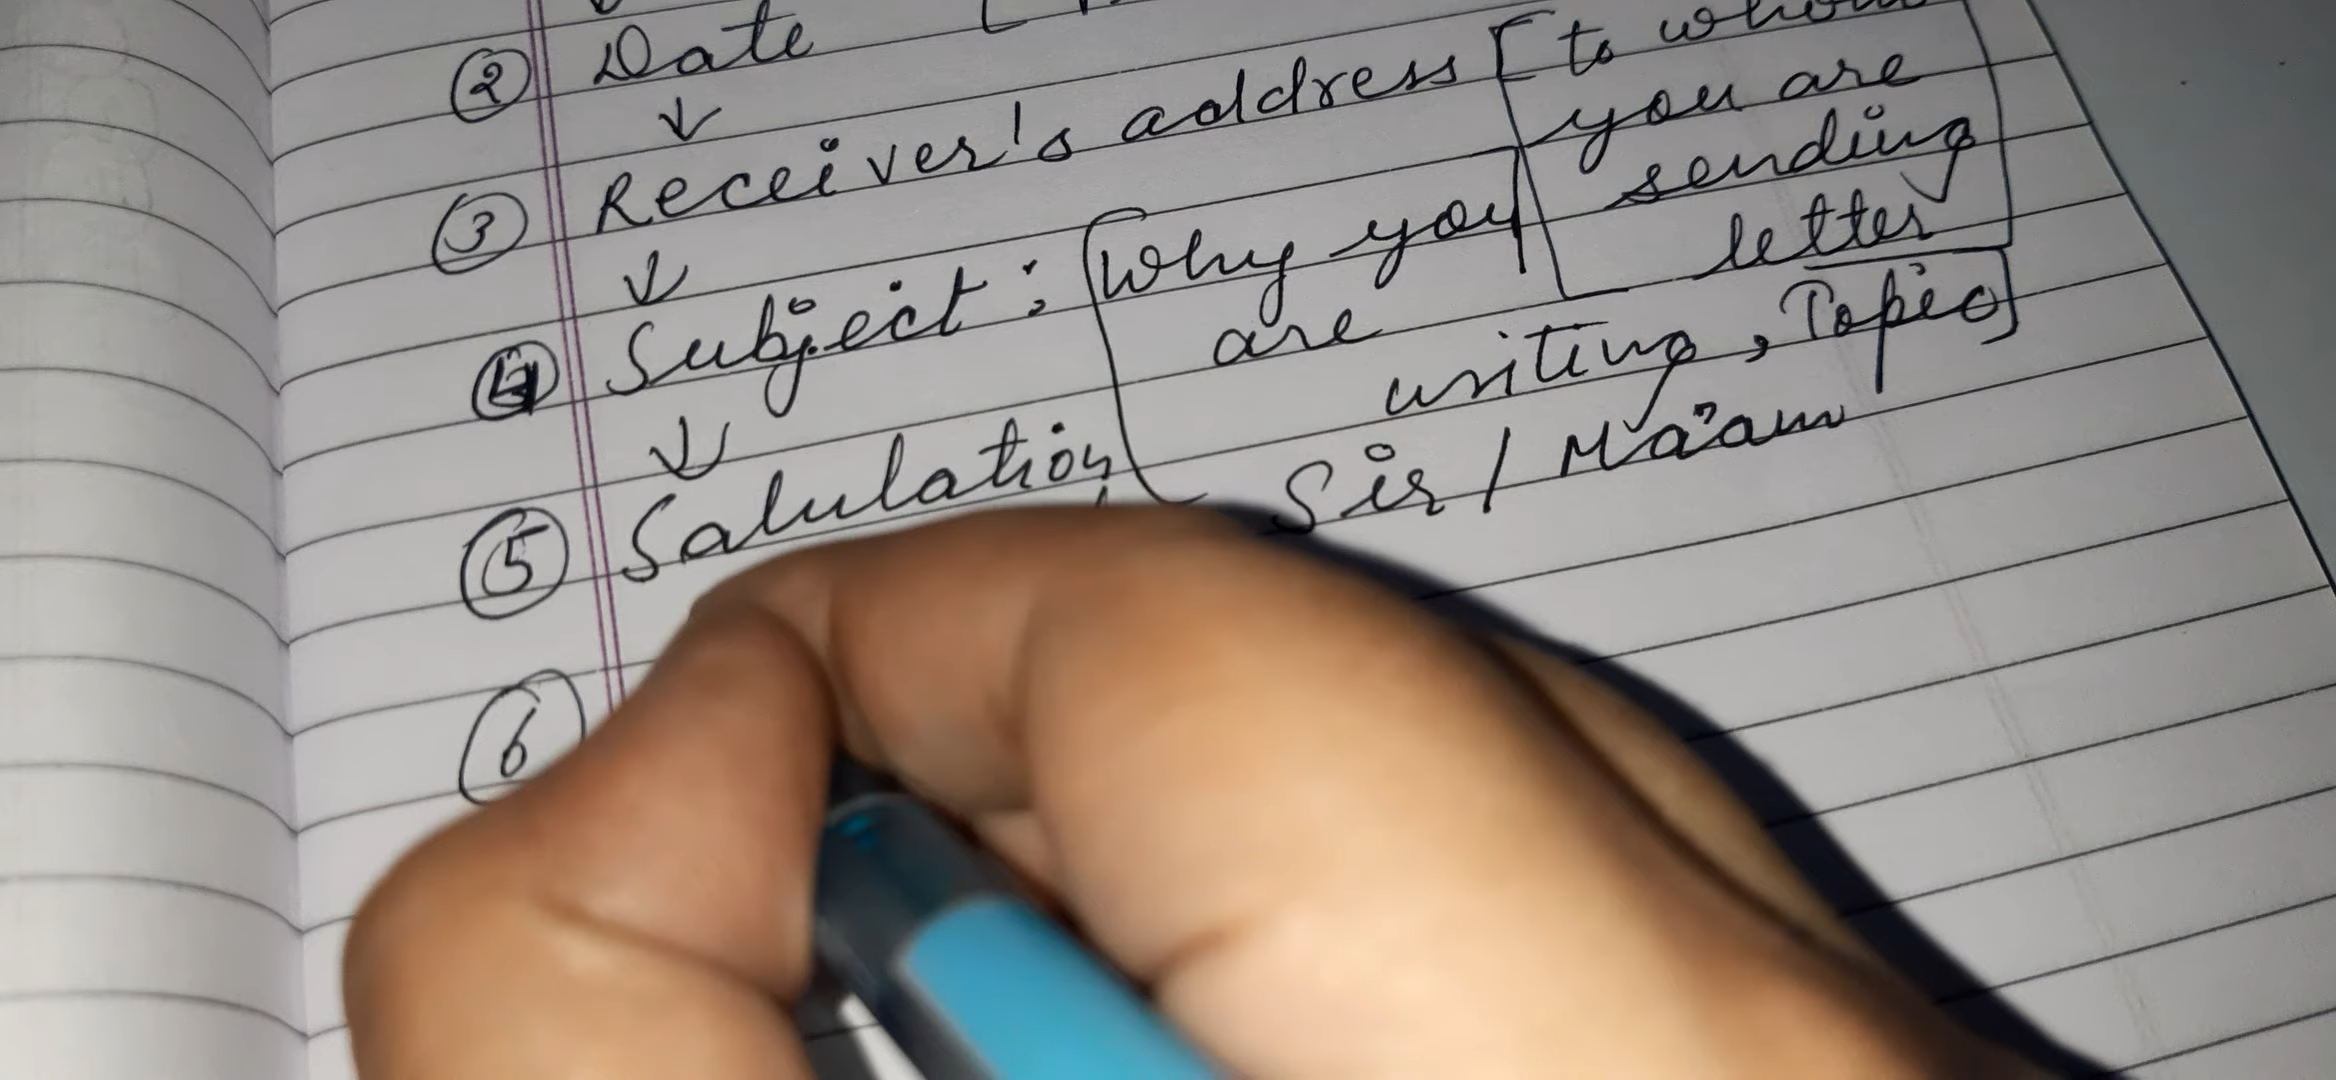 ② Date
↓
③ Receiver's address [to whom
you are
sending
letter]
↓
④ Subject : [Why you
are
writing, Topic]
↓
⑤ Salulation Sir / Ma'am
⑥